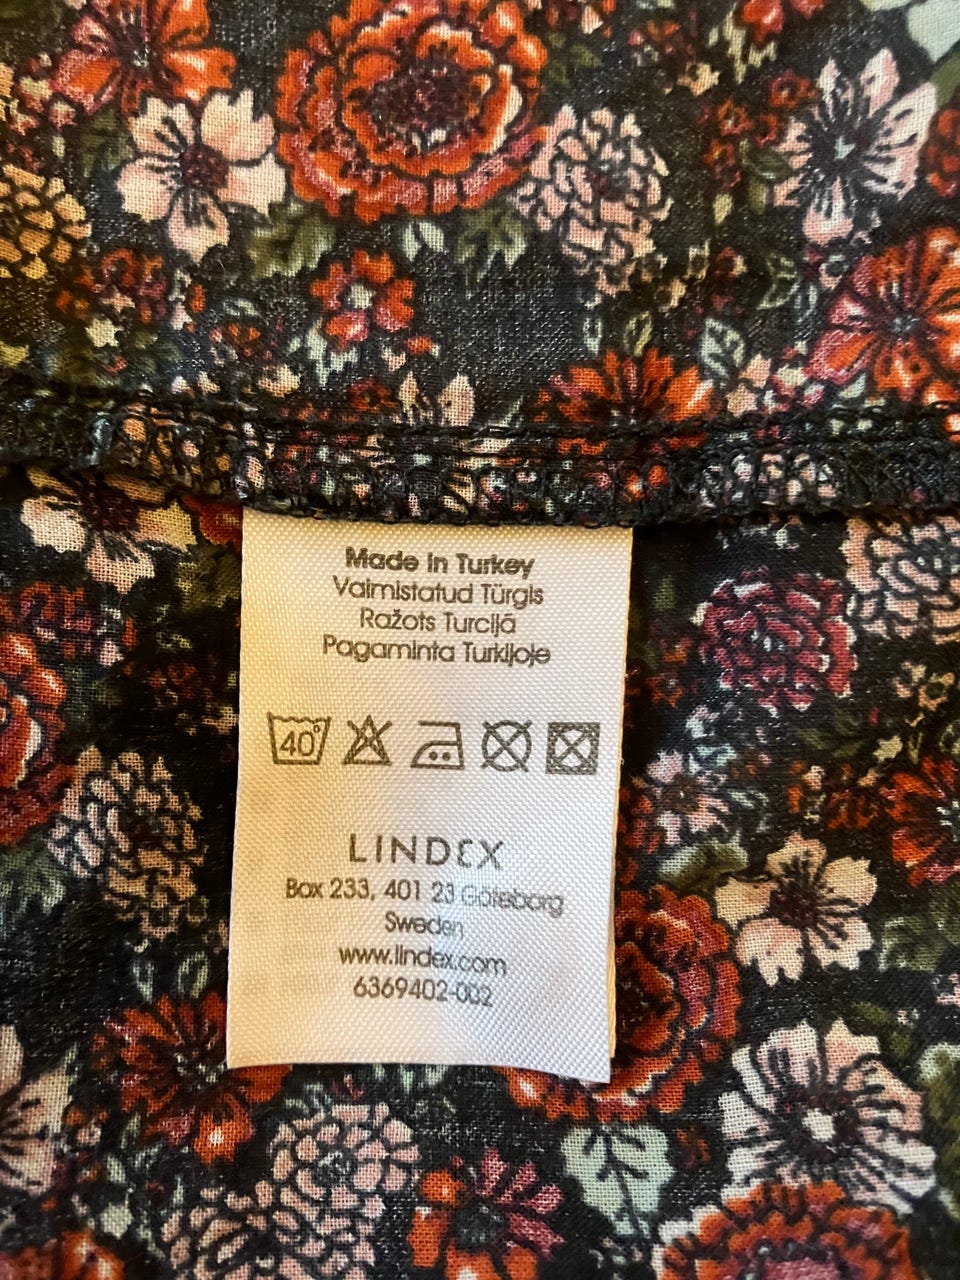 Made in Turkey
Valmistatud Türgis
Ražots Turcijā
Pagaminta Turkijoje
40°
LINDEX
Box 233, 401 23 Göteborg
Sweden
www.lindex.com
6369402-002